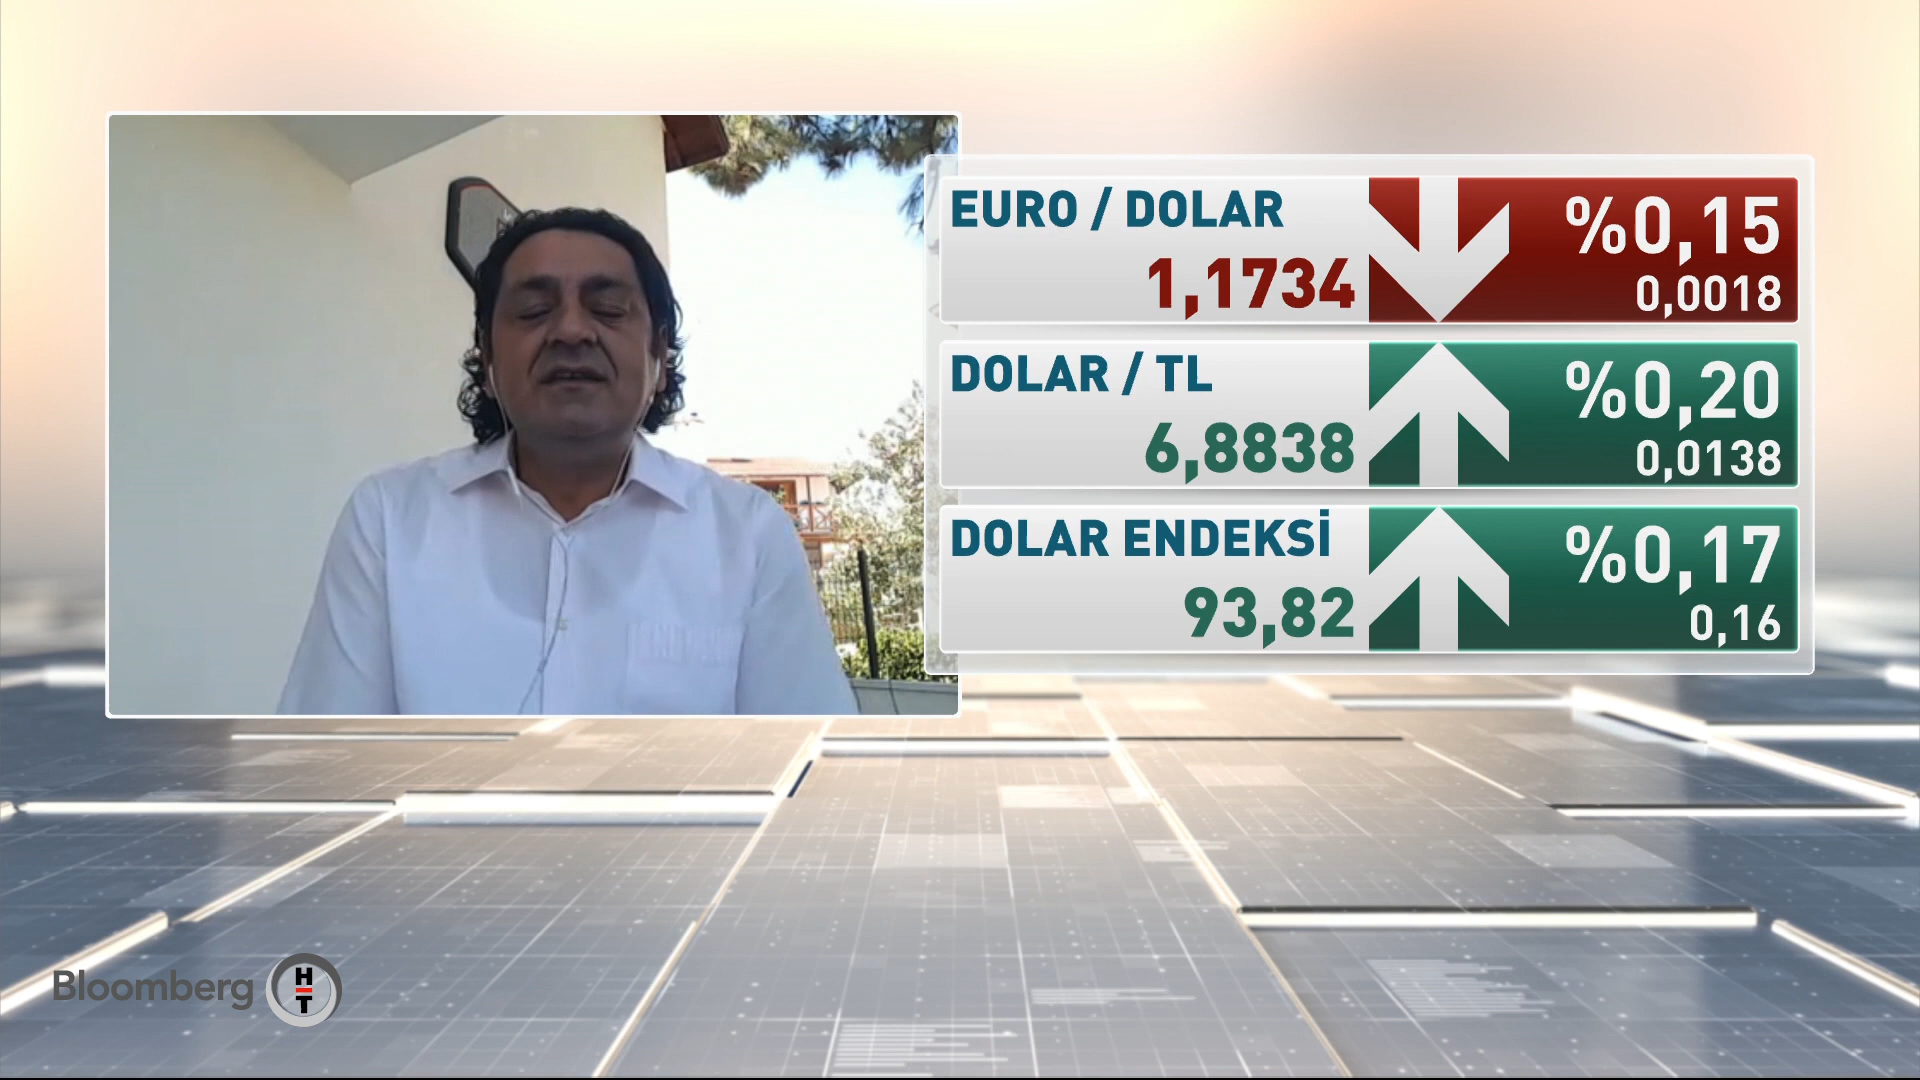 EURO / DOLAR
1,1734
%0,15
0,0018
DOLAR / TL
6,8838
%0,20
0,0138
DOLAR ENDEKSİ
93,82
%0,17
0,16
Bloomberg HT